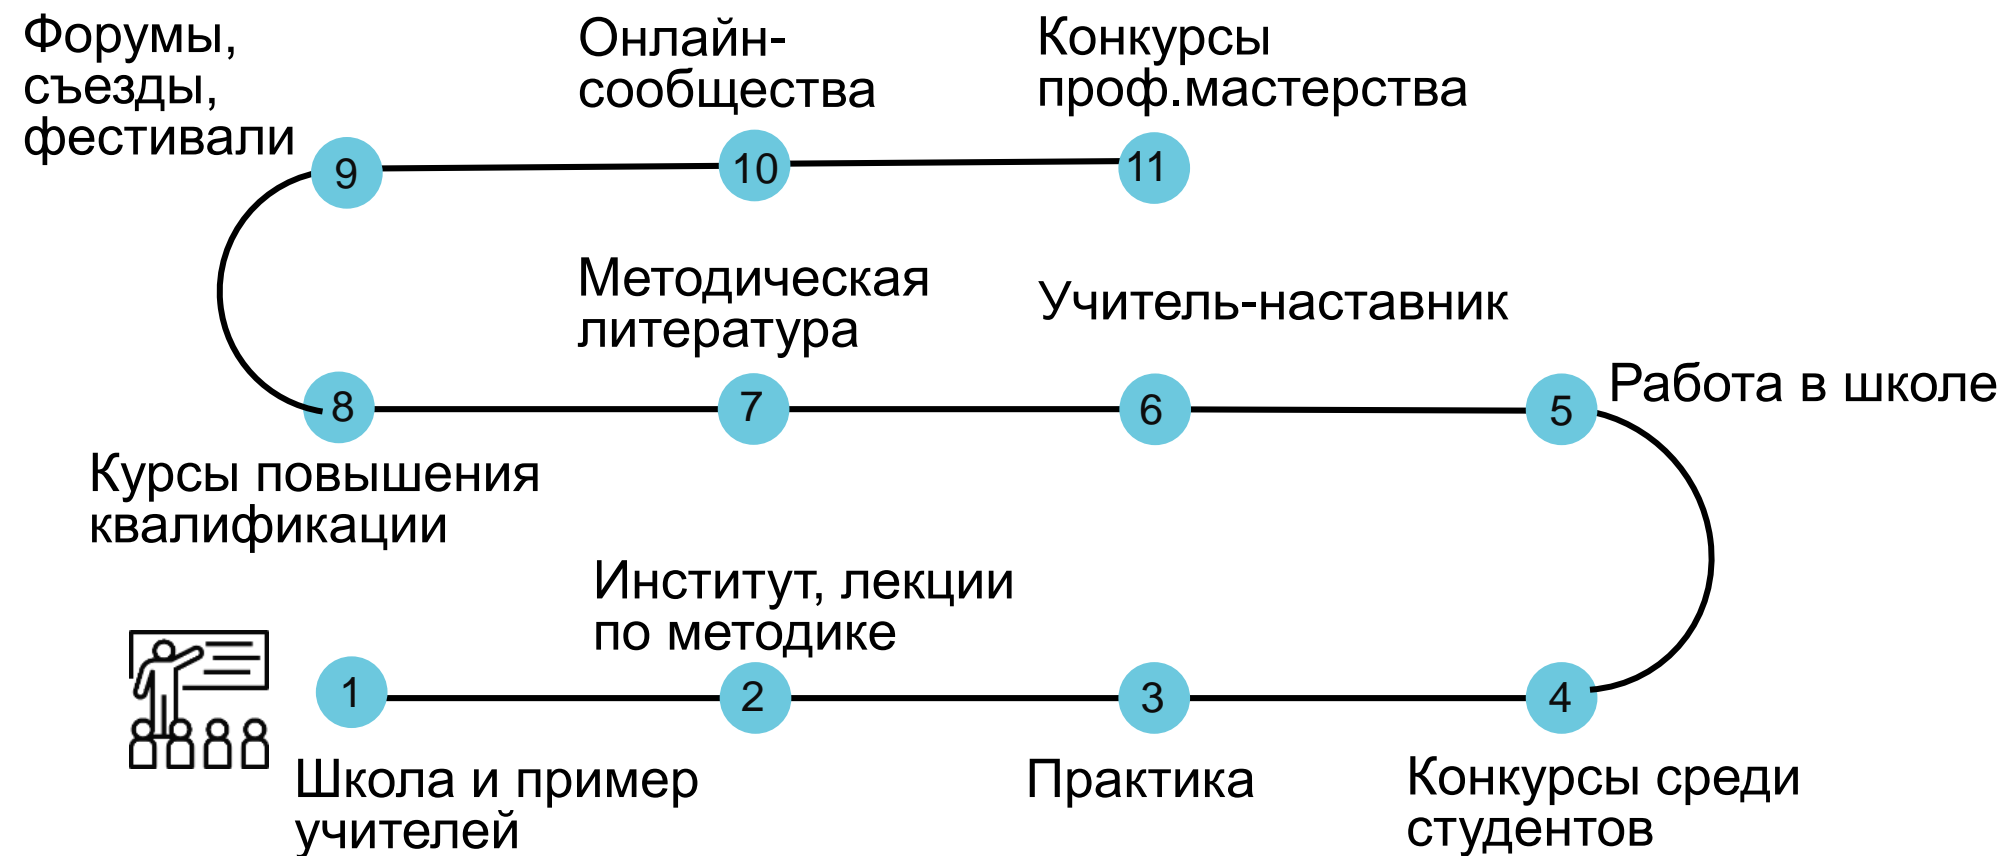 Форумы,
съезды,
фестивали
Онлайн-
сообщества
Конкурсы
проф.мастерства
9
10
11
Методическая
литература
Учитель-наставник
Работа в школе
8
7
6
5
Курсы повышения
квалификации
Институт, лекции
по методике
1
2
3
4
Школа и пример
учителей
Практика
Конкурсы среди
студентов